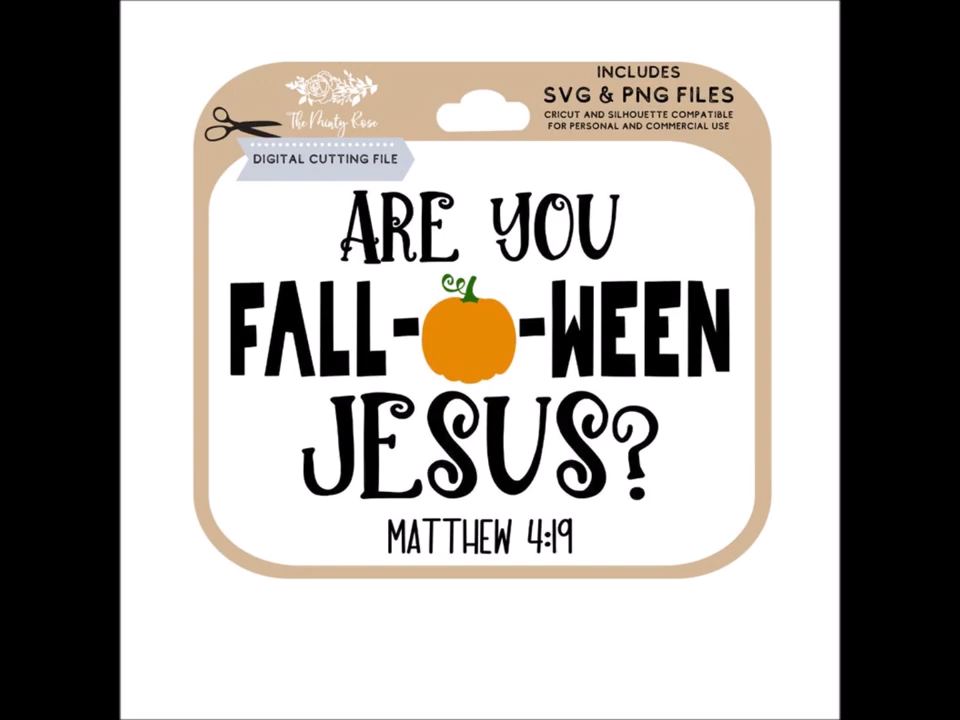 The Painty Rose
DIGITAL CUTTING FILE
INCLUDES
SVG & PNG FILES
CRICUT AND SILHOUETTE COMPATIBLE
FOR PERSONAL AND COMMERCIAL USE
ARE YOU
FALL-O-WEEN
JESUS?
MATTHEW 4:19